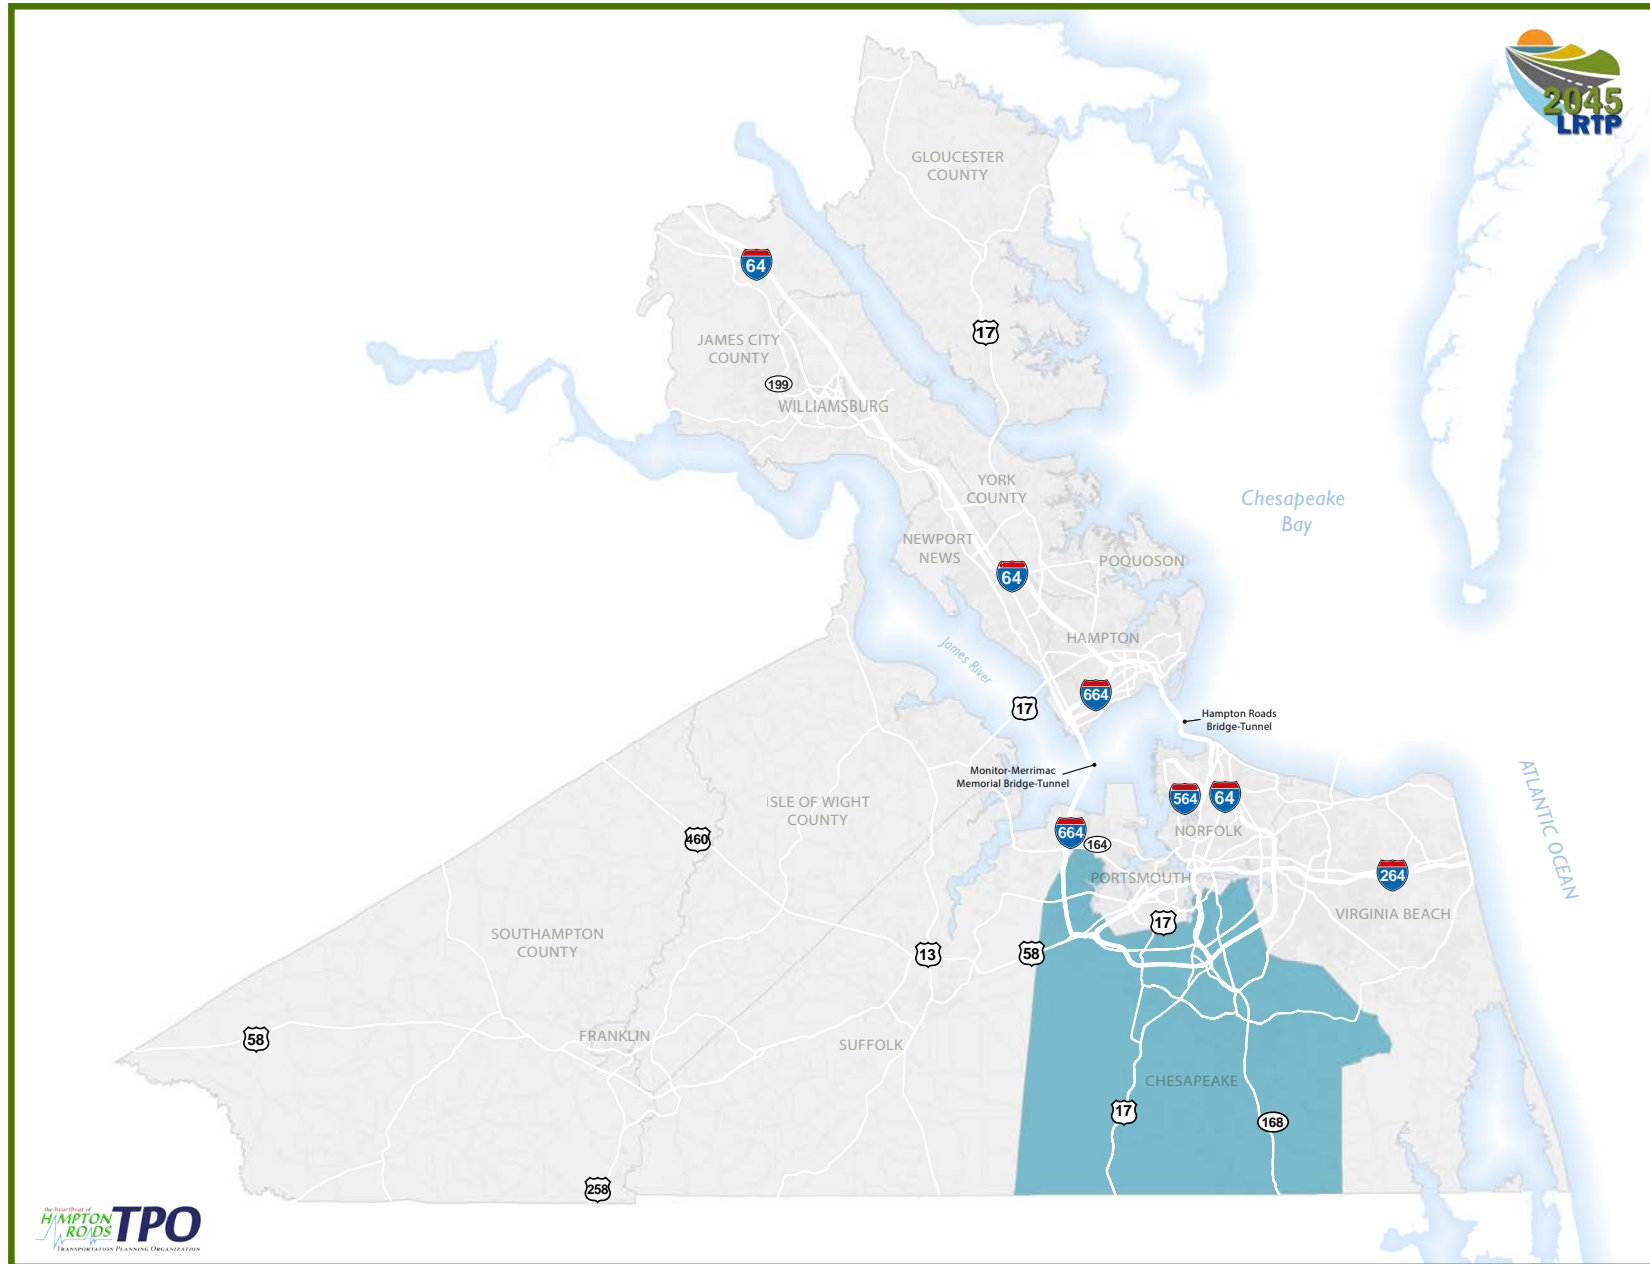 2045
LRTP
GLOUCESTER
COUNTY
64
17
JAMES CITY
COUNTY
199
WILLIAMSBURG
YORK
COUNTY
Chesapeake
Bay
NEWPORT
NEWS
POQUOSON
64
HAMPTON
James River
664
17
Hampton Roads
Bridge-Tunnel
Monitor-Merrimac
Memorial Bridge-Tunnel
ATLANTIC OCEAN
564
64
ISLE OF WIGHT
COUNTY
664
NORFOLK
460
164
264
PORTSMOUTH
VIRGINIA BEACH
17
SOUTHAMPTON
COUNTY
13
58
58
FRANKLIN
SUFFOLK
CHESAPEAKE
17
168
258
the heartbeat of
HAMPTON
ROADS
TPO
TRANSPORTATION PLANNING ORGANIZATION